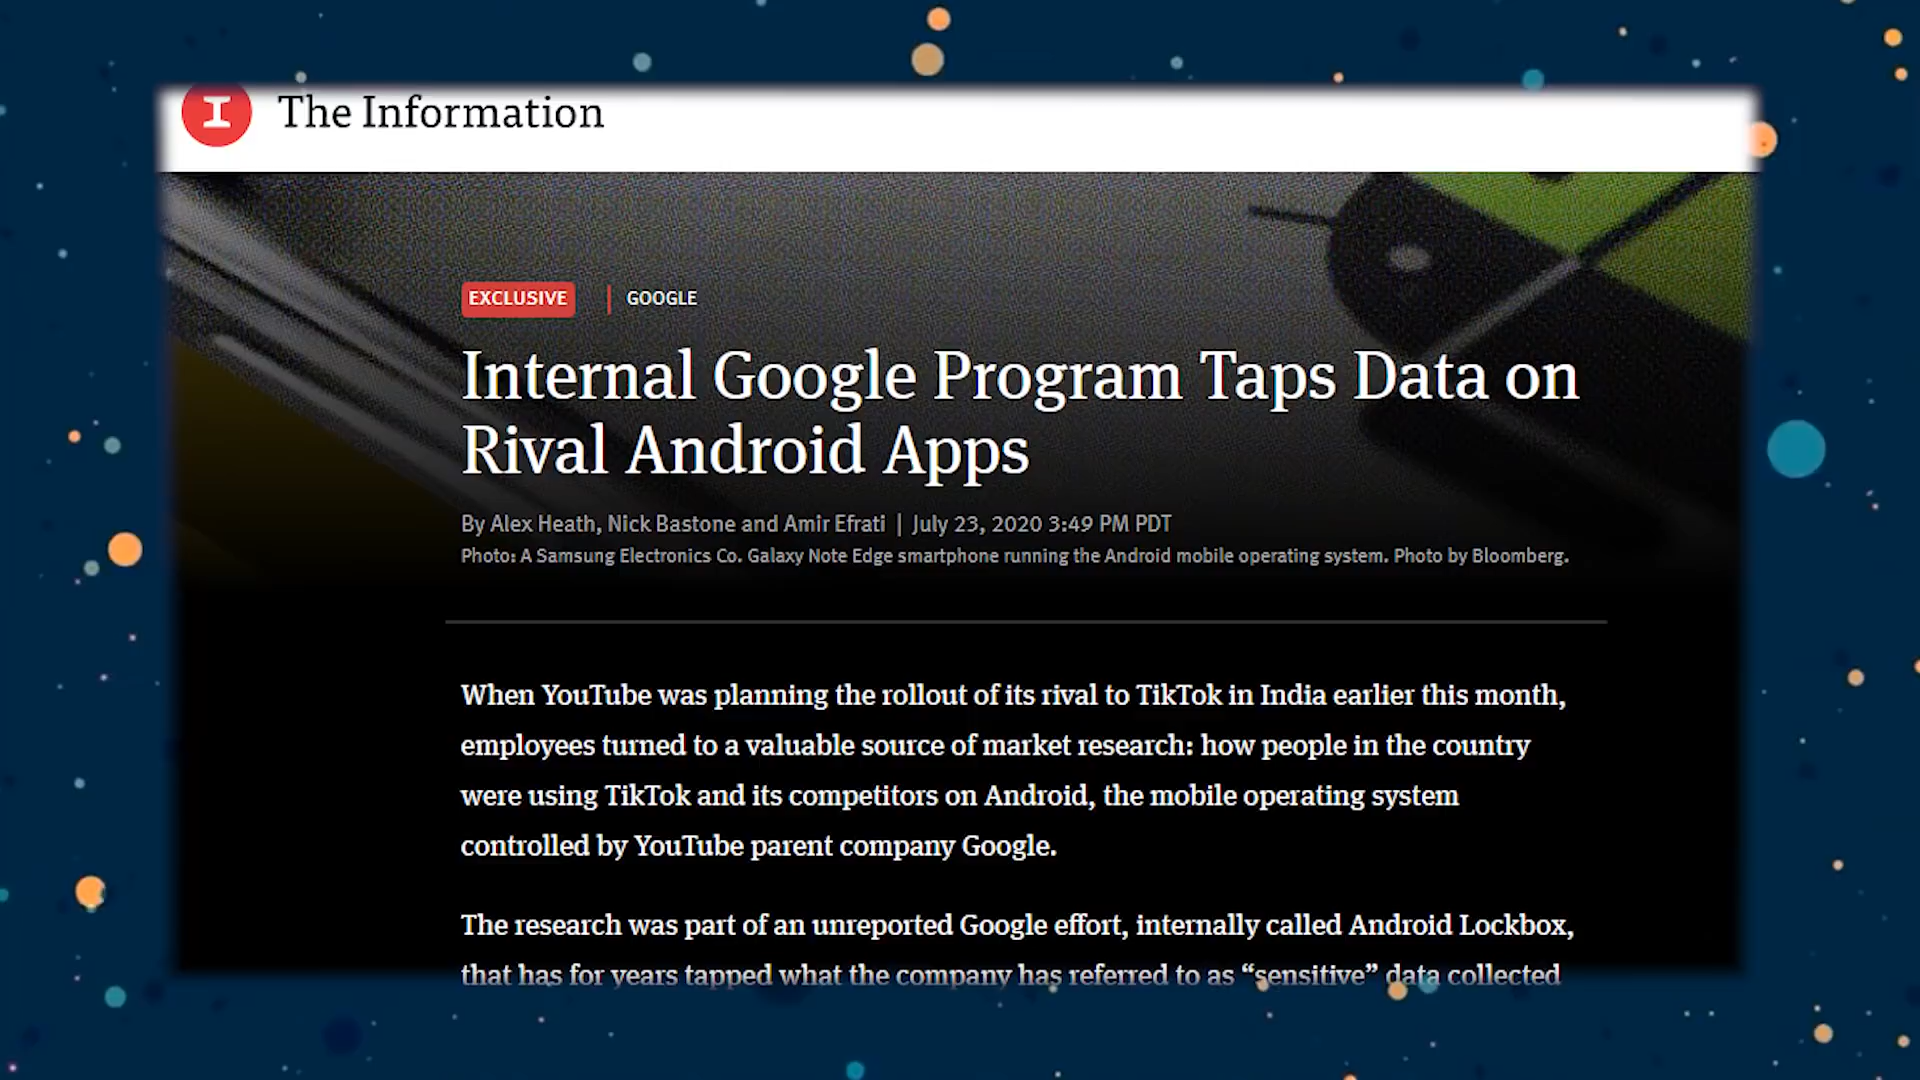 I The Information
EXCLUSIVE | GOOGLE
Internal Google Program Taps Data on
Rival Android Apps
By Alex Heath, Nick Bastone and Amir Efrati | July 23, 2020 3:49 PM PDT
Photo: A Samsung Electronics Co. Galaxy Note Edge smartphone running the Android mobile operating system. Photo by Bloomberg.
When YouTube was planning the rollout of its rival to TikTok in India earlier this month,
employees turned to a valuable source of market research: how people in the country
were using TikTok and its competitors on Android, the mobile operating system
controlled by YouTube parent company Google.
The research was part of an unreported Google effort, internally called Android Lockbox,
that has for years tapped what the company has referred to as “sensitive” data collected